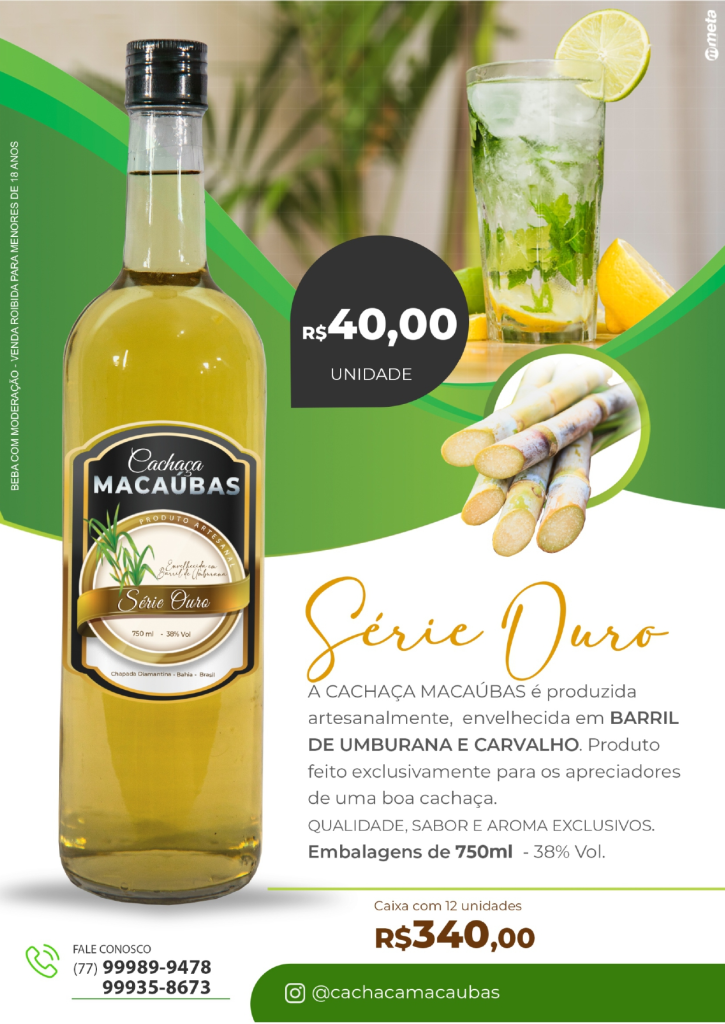 meta
BEBA COM MODERAÇÃO - VENDA ROIBIDA PARA MENORES DE 18 ANOS
R$40,00
UNIDADE
Cachaça
MACAÚBAS
PRODUTO ARTESANAL
Envelhecida em
Barril de Umburana
Série Ouro
750 ml - 38% Vol
Chapada Diamantina - Bahia - Brasil
Série Ouro
A CACHAÇA MACAÚBAS é produzida
artesanalmente, envelhecida em BARRIL
DE UMBURANA E CARVALHO. Produto
feito exclusivamente para os apreciadores
de uma boa cachaça.
QUALIDADE, SABOR E AROMA EXCLUSIVOS.
Embalagens de 750ml - 38% Vol.
Caixa com 12 unidades
R$340,00
FALE CONOSCO
(77) 99989-9478
99935-8673
@cachacamacaubas